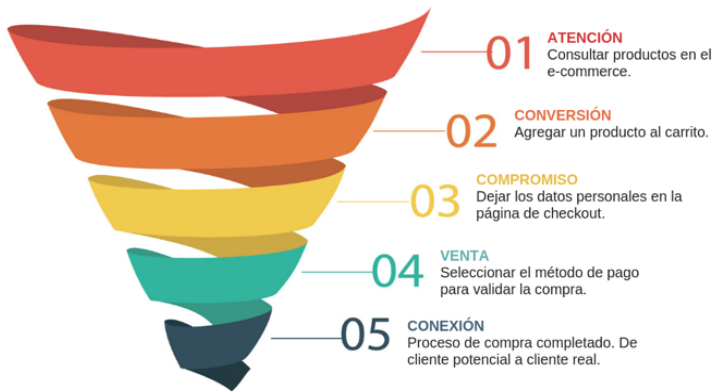 01
ATENCIÓN
Consultar productos en el
e-commerce.
02
CONVERSIÓN
Agregar un producto al carrito.
03
COMPROMISO
Dejar los datos personales en la
página de checkout.
04
VENTA
Seleccionar el método de pago
para validar la compra.
05
CONEXIÓN
Proceso de compra completado. De
cliente potencial a cliente real.